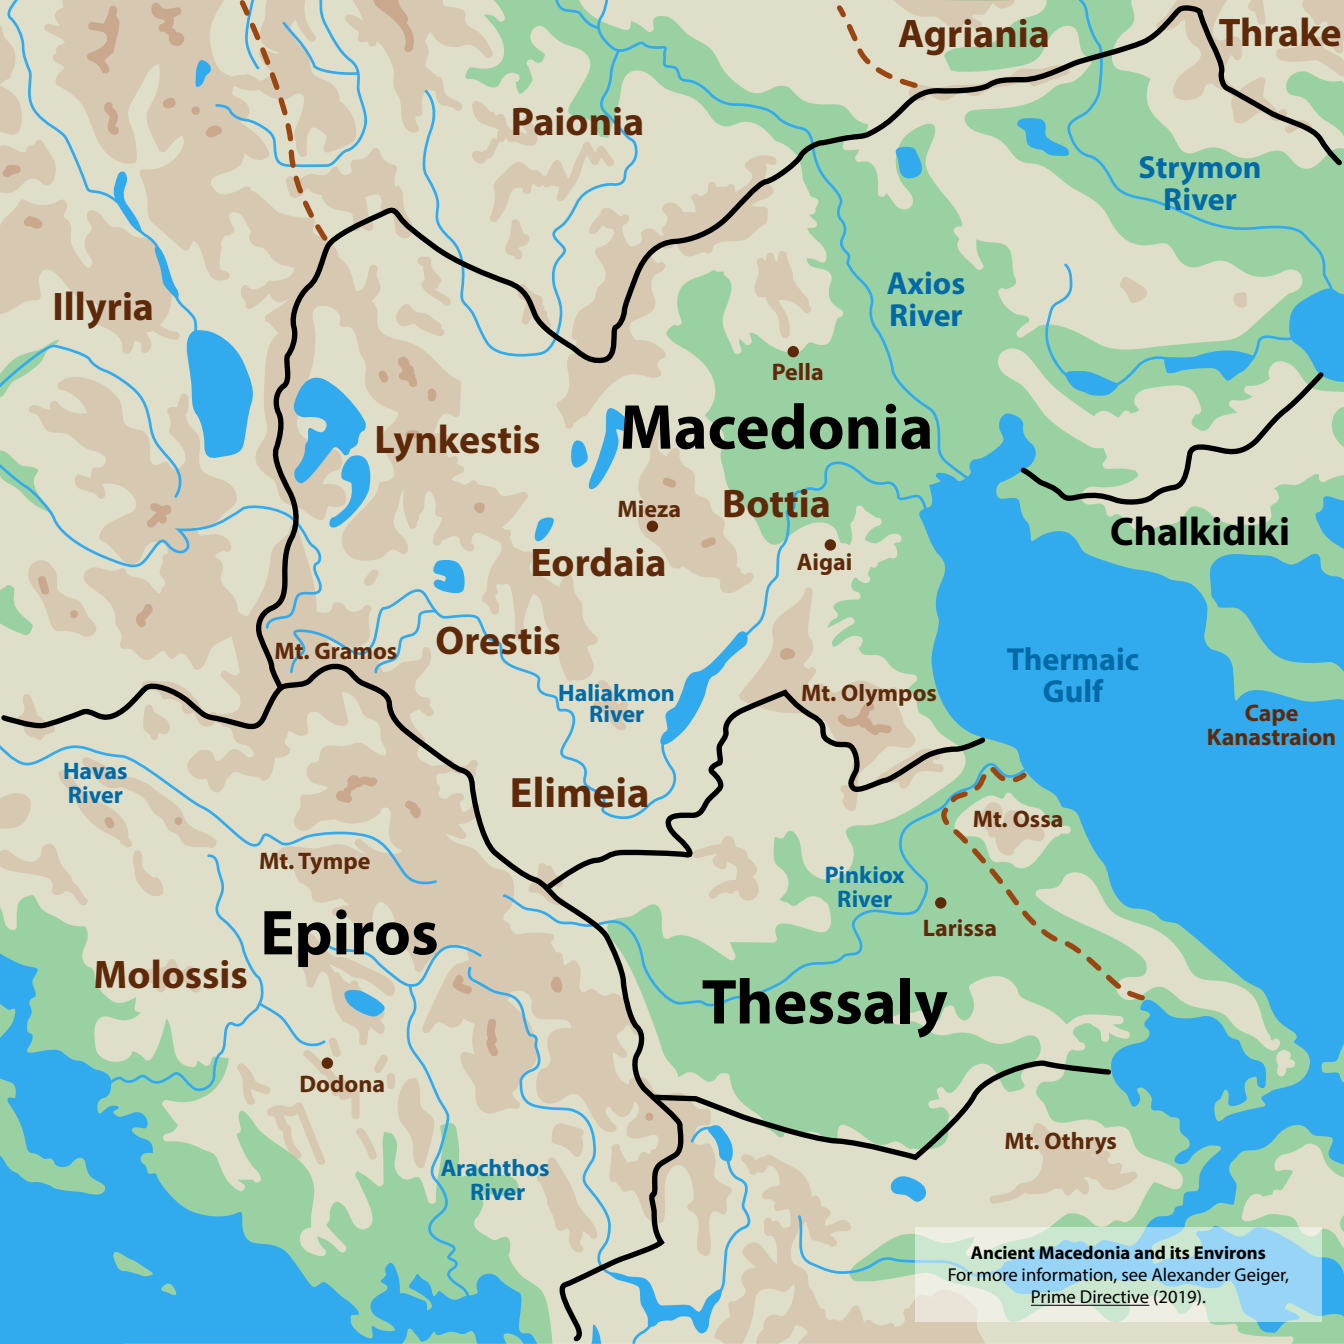 Agriania
Thrake
Paionia
Strymon
River
Illyria
Axios
River
Pella
Macedonia
Lynkestis
Mieza
Bottia
Chalkidiki
Eordaia
Aigai
Orestis
Mt. Gramos
Thermaic
Gulf
Haliakmon
River
Mt. Olympos
Cape
Kanastraion
Havas
River
Elimeia
Mt. Ossa
Mt. Tympe
Pinkiox
River
Larissa
Epiros
Molossis
Thessaly
Dodona
Mt. Othrys
Arachthos
River
Ancient Macedonia and its Environs
For more information, see Alexander Geiger,
Prime Directive (2019).